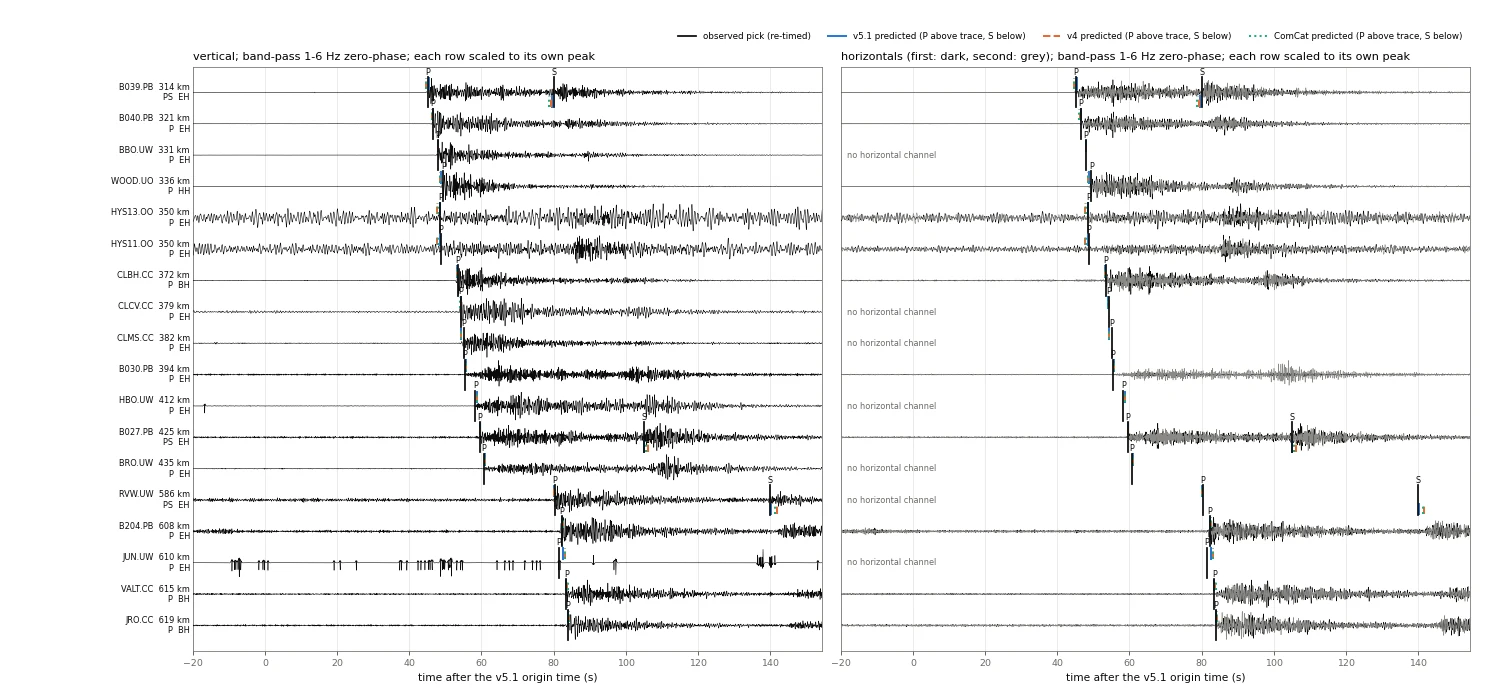 observed pick (re-timed) v5.1 predicted (P above trace, S below) v4 predicted (P above trace, S below) ComCat predicted (P above trace, S below)
vertical; band-pass 1-6 Hz zero-phase; each row scaled to its own peak
B039.PB 314 km
PS EH
B040.PB 321 km
P EH
BBO.UW 331 km
P EH
WOOD.UO 336 km
P HH
HYS13.OO 350 km
P EH
HYS11.OO 350 km
P EH
CLBH.CC 372 km
P BH
CLCV.CC 379 km
P EH
CLMS.CC 382 km
P EH
B030.PB 394 km
P EH
HBO.UW 412 km
P EH
B027.PB 425 km
PS EH
BRO.UW 435 km
P EH
RVW.UW 586 km
PS EH
B204.PB 608 km
P EH
JUN.UW 610 km
P EH
VALT.CC 615 km
P BH
JRO.CC 619 km
P BH
P S
P
P
P
P
P
P
P
P
P
P
P S
P
P S
P
P
P
P
−20 0 20 40 60 80 100 120 140
time after the v5.1 origin time (s)
horizontals (first: dark, second: grey); band-pass 1-6 Hz zero-phase; each row scaled to its own peak
P S
P
P
no horizontal channel
P
P
P
P
P
no horizontal channel
P
no horizontal channel
P
P
no horizontal channel
P S
P
no horizontal channel
P S
no horizontal channel
P
P
no horizontal channel
P
P
−20 0 20 40 60 80 100 120 140
time after the v5.1 origin time (s)